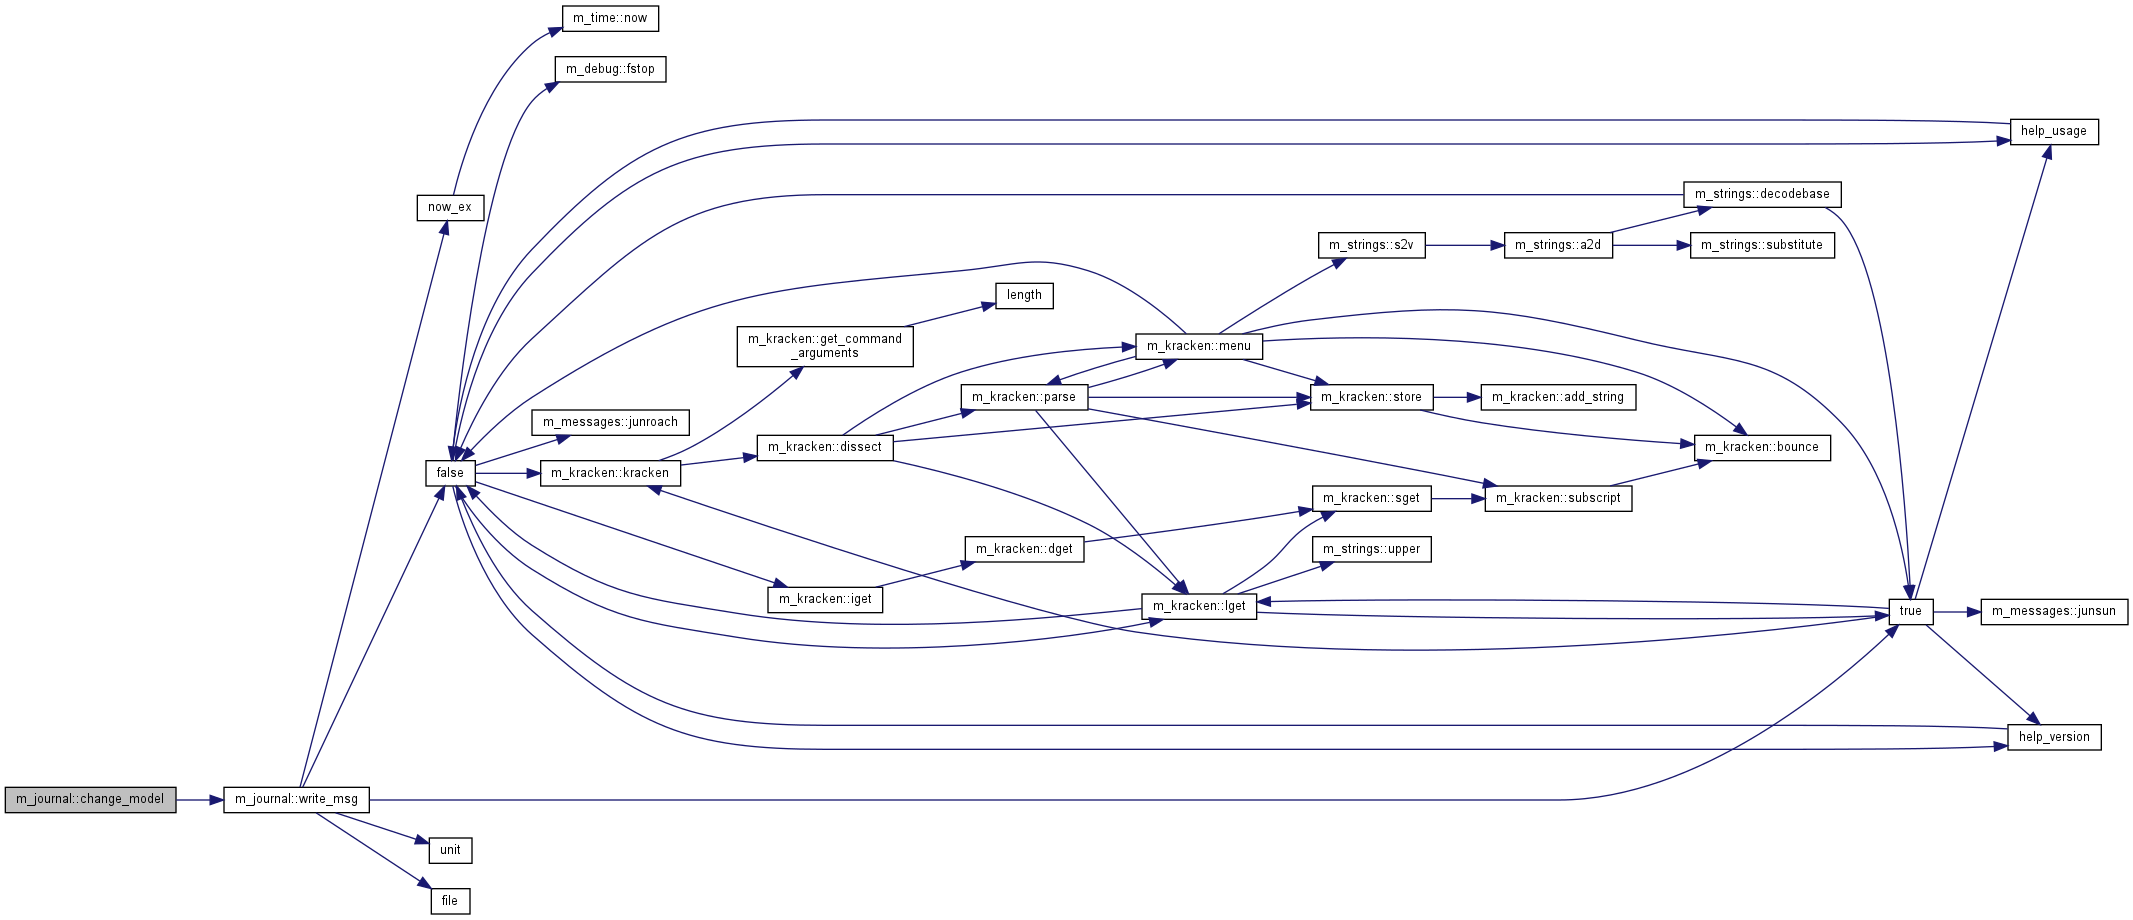 m_time::now
m_debug::fstop
help_usage
m_strings::decodebase
now_ex
m_strings::s2v
m_strings::a2d
m_strings::substitute
length
m_kracken::get_command
_arguments
m_kracken::menu
m_kracken::parse
m_kracken::store
m_kracken::add_string
m_messages::junroach
m_kracken::dissect
m_kracken::bounce
false
m_kracken::kracken
m_kracken::sget
m_kracken::subscript
m_kracken::dget
m_strings::upper
m_kracken::iget
m_kracken::lget
true
m_messages::junsun
help_version
m_journal::change_model
m_journal::write_msg
unit
file